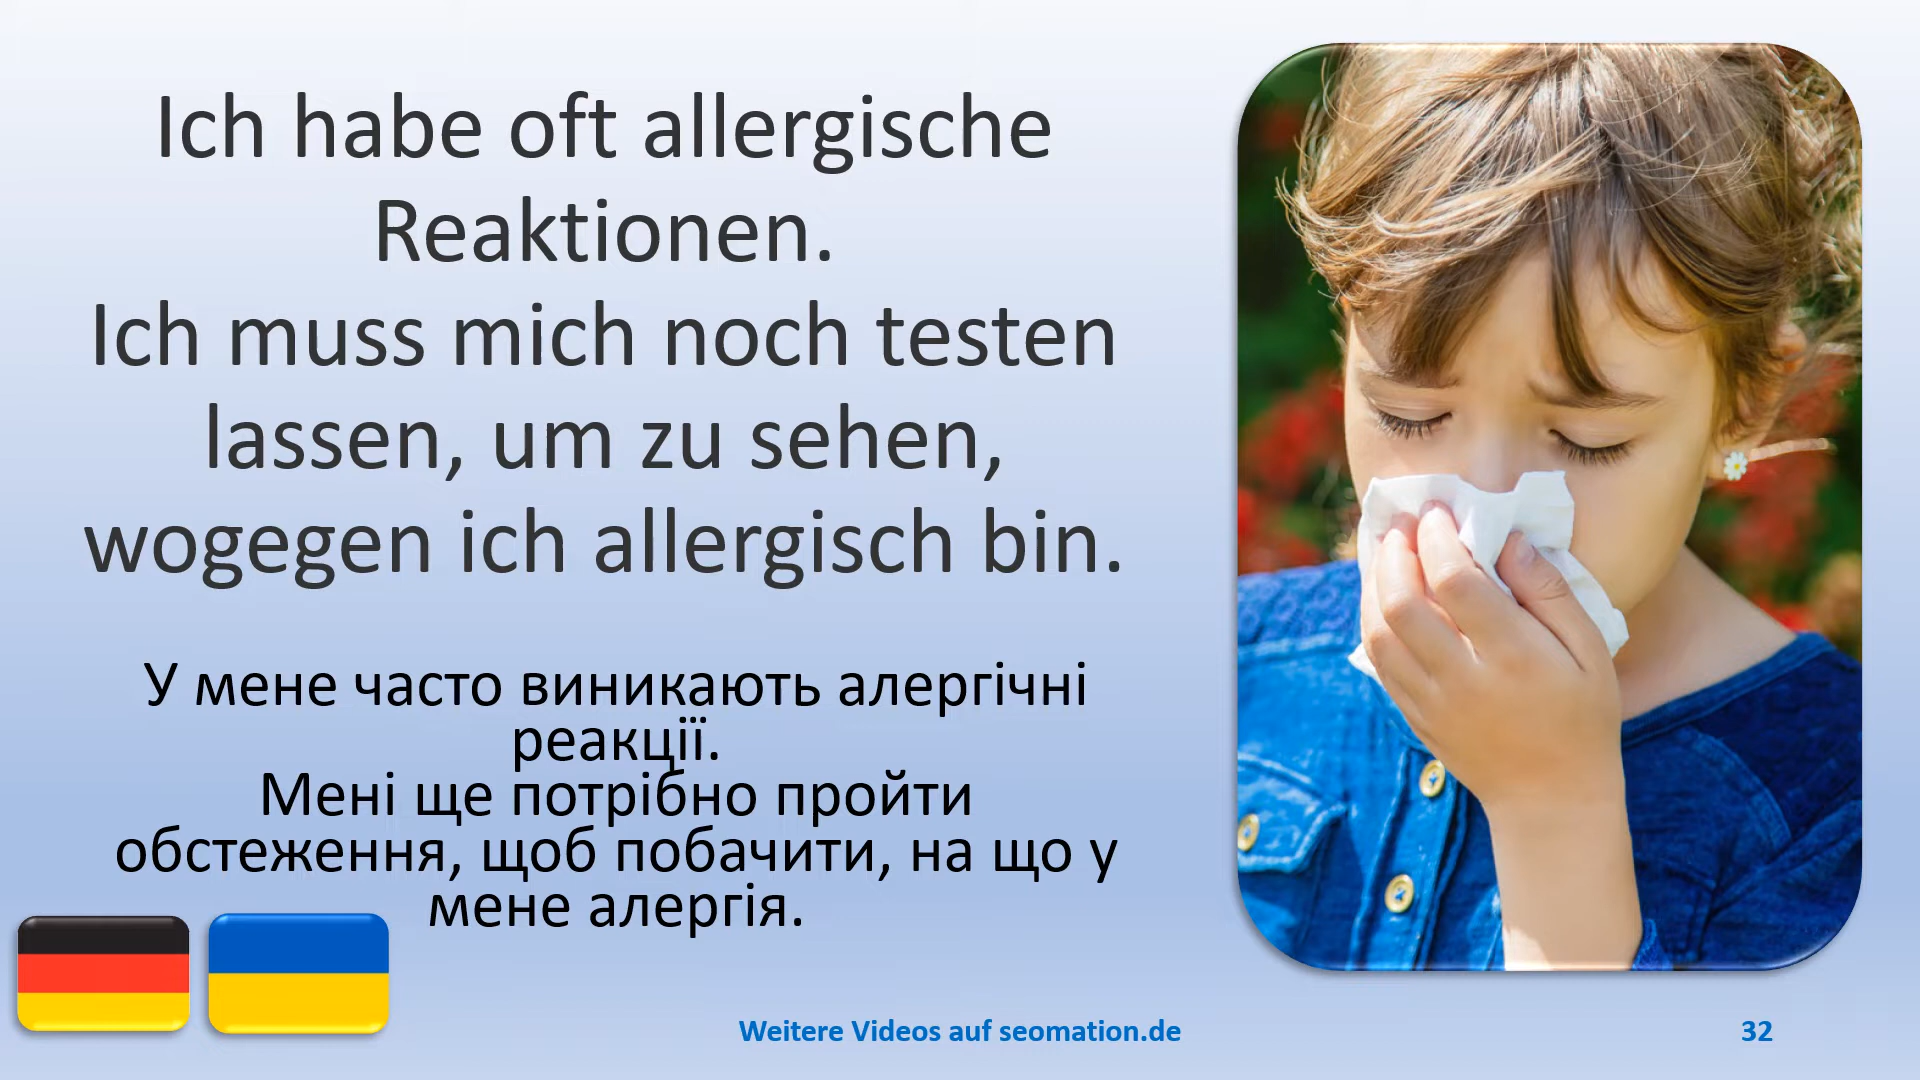 Ich habe oft allergische
Reaktionen.
Ich muss mich noch testen
lassen, um zu sehen,
wogegen ich allergisch bin.
У мене часто виникають алергічні
реакції.
Мені ще потрібно пройти
обстеження, щоб побачити, на що у
мене алергія.
Weitere Videos auf seomation.de
32